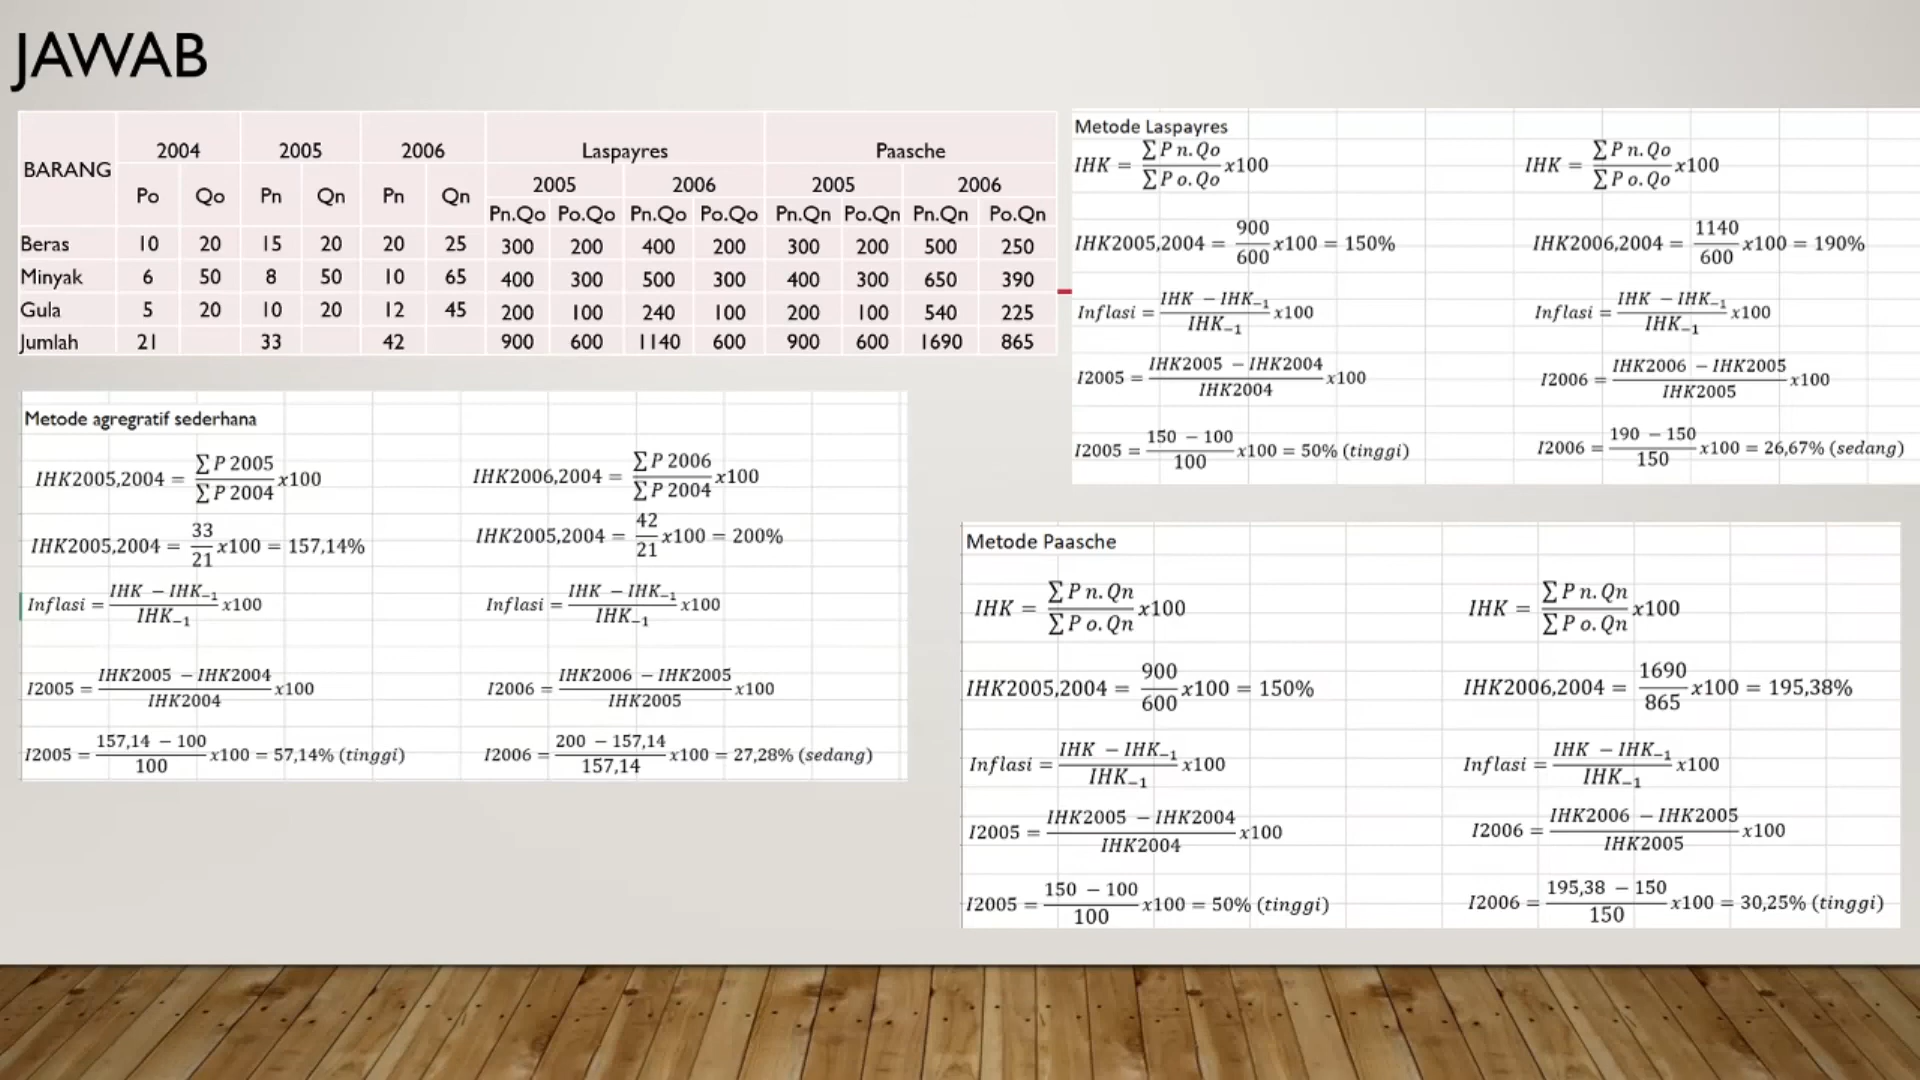 JAWAB
BARANG 2004 2005 2006 Laspayres Paasche
2005 2006 2005 2006
Po Qo Pn Qn Pn Qn Pn.Qo Po.Qo Pn.Qo Po.Qo Pn.Qn Po.Qn Pn.Qn Po.Qn
Beras 10 20 15 20 20 25 300 200 400 200 300 200 500 250
Minyak 6 50 8 50 10 65 400 300 500 300 400 300 650 390
Gula 5 20 10 20 12 45 200 100 240 100 200 100 540 225
Jumlah 21 33 42 900 600 1140 600 900 600 1690 865
Metode agregratif sederhana
IHK2005,2004 = ∑P 2005 / ∑P 2004 x100
IHK2005,2004 = 33 / 21 x100 = 157,14%
Inflasi = IHK − IHK₋₁ / IHK₋₁ x100
I2005 = IHK2005 − IHK2004 / IHK2004 x100
I2005 = 157,14 − 100 / 100 x100 = 57,14% (tinggi)
IHK2006,2004 = ∑P 2006 / ∑P 2004 x100
IHK2005,2004 = 42 / 21 x100 = 200%
Inflasi = IHK − IHK₋₁ / IHK₋₁ x100
I2006 = IHK2006 − IHK2005 / IHK2005 x100
I2006 = 200 − 157,14 / 157,14 x100 = 27,28% (sedang)
Metode Laspayres
IHK = ∑P n. Qo / ∑P o. Qo x100
IHK2005,2004 = 900 / 600 x100 = 150%
Inflasi = IHK − IHK₋₁ / IHK₋₁ x100
I2005 = IHK2005 − IHK2004 / IHK2004 x100
I2005 = 150 − 100 / 100 x100 = 50% (tinggi)
IHK = ∑P n. Qo / ∑P o. Qo x100
IHK2006,2004 = 1140 / 600 x100 = 190%
Inflasi = IHK − IHK₋₁ / IHK₋₁ x100
I2006 = IHK2006 − IHK2005 / IHK2005 x100
I2006 = 190 − 150 / 150 x100 = 26,67% (sedang)
Metode Paasche
IHK = ∑P n. Qn / ∑P o. Qn x100
IHK2005,2004 = 900 / 600 x100 = 150%
Inflasi = IHK − IHK₋₁ / IHK₋₁ x100
I2005 = IHK2005 − IHK2004 / IHK2004 x100
I2005 = 150 − 100 / 100 x100 = 50% (tinggi)
IHK = ∑P n. Qn / ∑P o. Qn x100
IHK2006,2004 = 1690 / 865 x100 = 195,38%
Inflasi = IHK − IHK₋₁ / IHK₋₁ x100
I2006 = IHK2006 − IHK2005 / IHK2005 x100
I2006 = 195,38 − 150 / 150 x100 = 30,25% (tinggi)